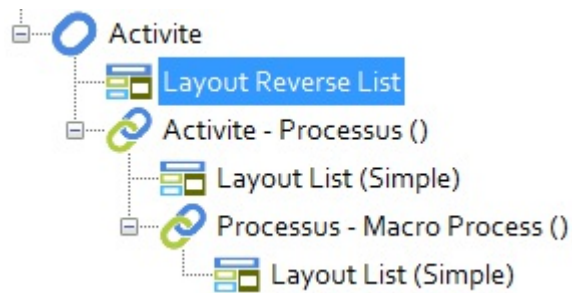 Activite
Layout Reverse List
Activite - Processus ()
Layout List (Simple)
Processus - Macro Process ()
Layout List (Simple)